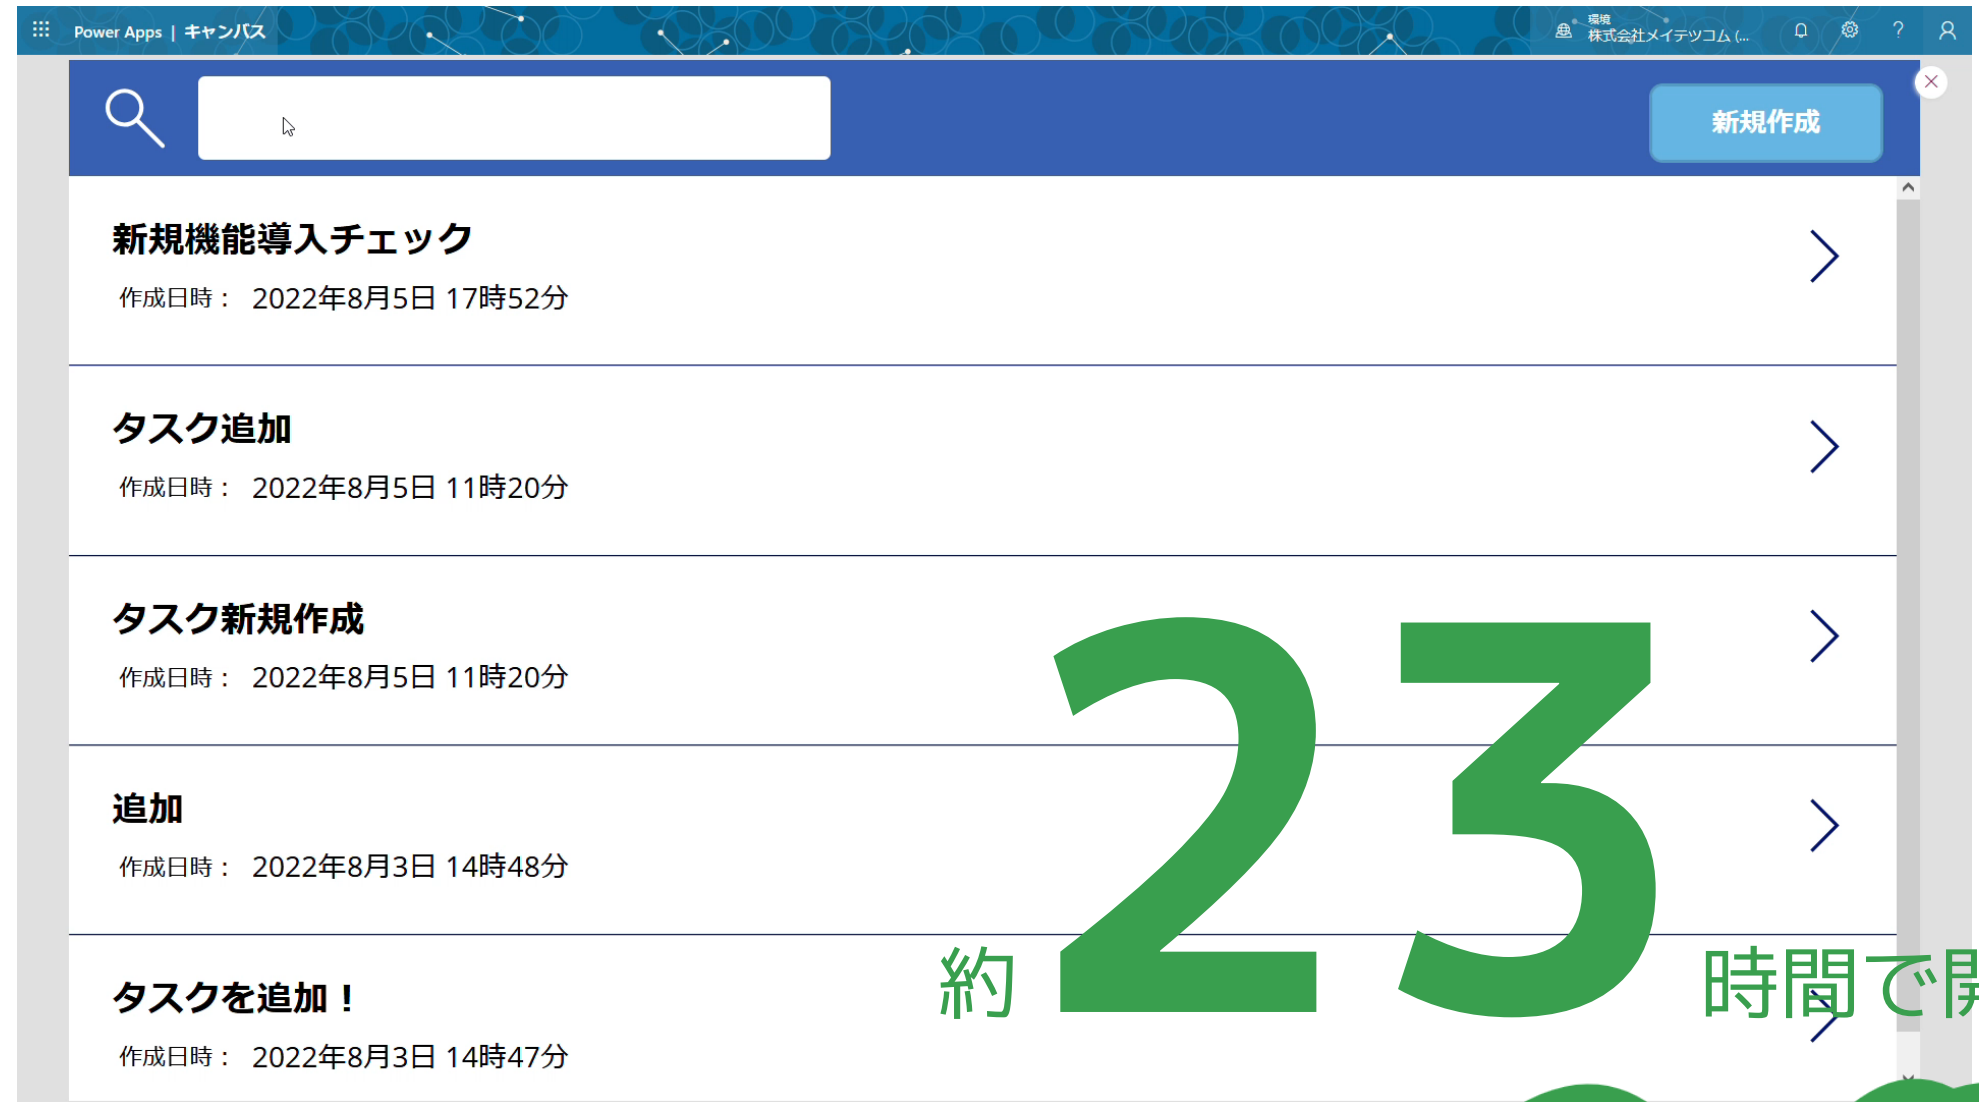 Power Apps | キャンバス
環境
株式会社メイテツコム (...
新規作成
新規機能導入チェック
作成日時： 2022年8月5日 17時52分
タスク追加
作成日時： 2022年8月5日 11時20分
タスク新規作成
作成日時： 2022年8月5日 11時20分
追加
作成日時： 2022年8月3日 14時48分
タスクを追加！
作成日時： 2022年8月3日 14時47分
約23時間で開